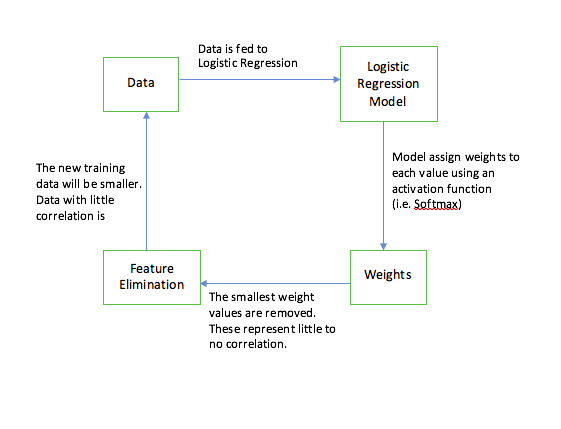 Data is fed to
Logistic Regression
Data
Logistic
Regression
Model
Model assign weights to
each value using an
activation function
(i.e. Softmax)
The new training
data will be smaller.
Data with little
correlation is
Feature
Elimination
Weights
The smallest weight
values are removed.
These represent little to
no correlation.